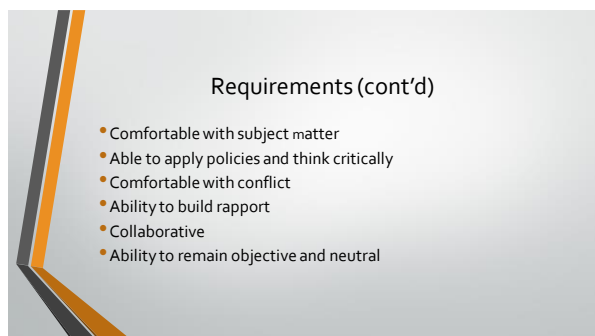 Requirements (cont’d)
• Comfortable with subject matter
• Able to apply policies and think critically
• Comfortable with conflict
• Ability to build rapport
• Collaborative
• Ability to remain objective and neutral